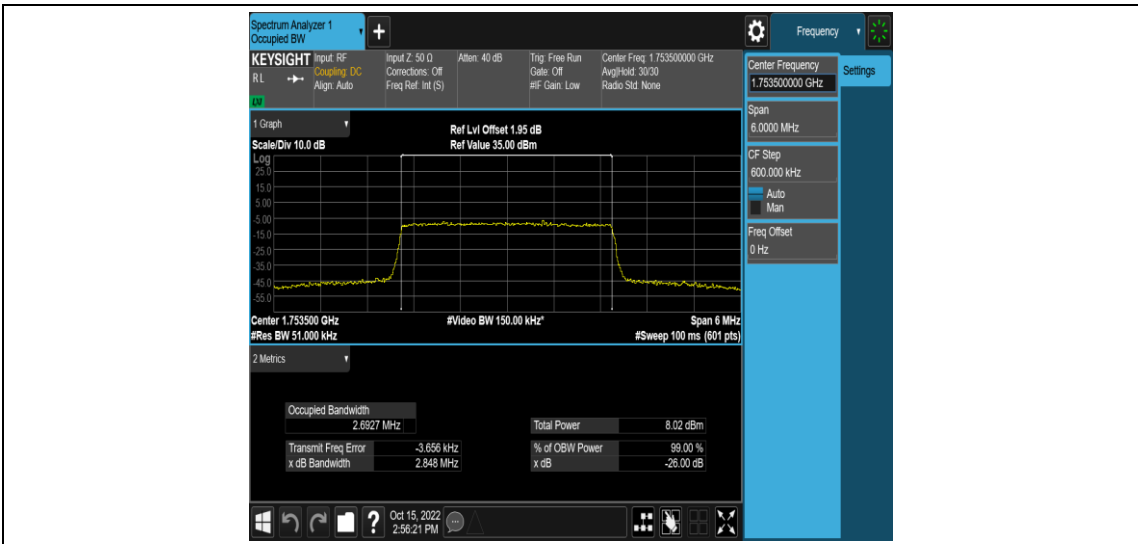 Spectrum Analyzer 1
Occupied BW
+
Frequency
KEYSIGHT
RL
Input: RF
Coupling: DC
Align: Auto
Input Z: 50 Ω
Corrections: Off
Freq Ref: Int (S)
Atten: 40 dB
Trig: Free Run
Gate: Off
#IF Gain: Low
Center Freq: 1.753500000 GHz
Avg|Hold: 30/30
Radio Std: None
Center Frequency
1.753500000 GHz
Settings
Span
6.0000 MHz
CF Step
600.000 kHz
Auto
Man
Freq Offset
0 Hz
1 Graph
Scale/Div 10.0 dB
Ref Lvl Offset 1.95 dB
Ref Value 35.00 dBm
Log
25.0
15.0
5.00
-5.00
-15.0
-25.0
-35.0
-45.0
-55.0
Center 1.753500 GHz
#Res BW 51.000 kHz
#Video BW 150.00 kHz*
Span 6 MHz
#Sweep 100 ms (601 pts)
2 Metrics
Occupied Bandwidth
2.6927 MHz
Transmit Freq Error -3.656 kHz
x dB Bandwidth 2.848 MHz
Total Power 8.02 dBm
% of OBW Power 99.00 %
x dB -26.00 dB
?
Oct 15, 2022
2:56:21 PM